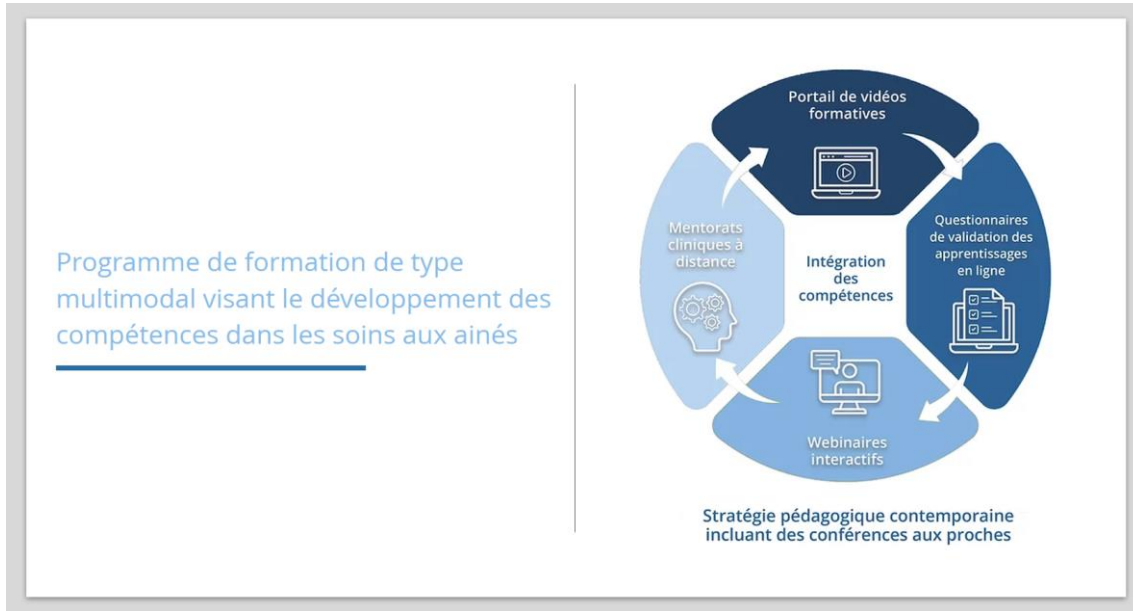 Programme de formation de type
multimodal visant le développement des
compétences dans les soins aux ainés
Portail de vidéos
formatives
Questionnaires
de validation des
apprentissages
en ligne
Webinaires
interactifs
Mentorats
cliniques à
distance
Intégration
des
compétences
Stratégie pédagogique contemporaine
incluant des conférences aux proches